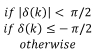 if |δ(k)| < π/2
if δ(k) ≤ − π/2
otherwise